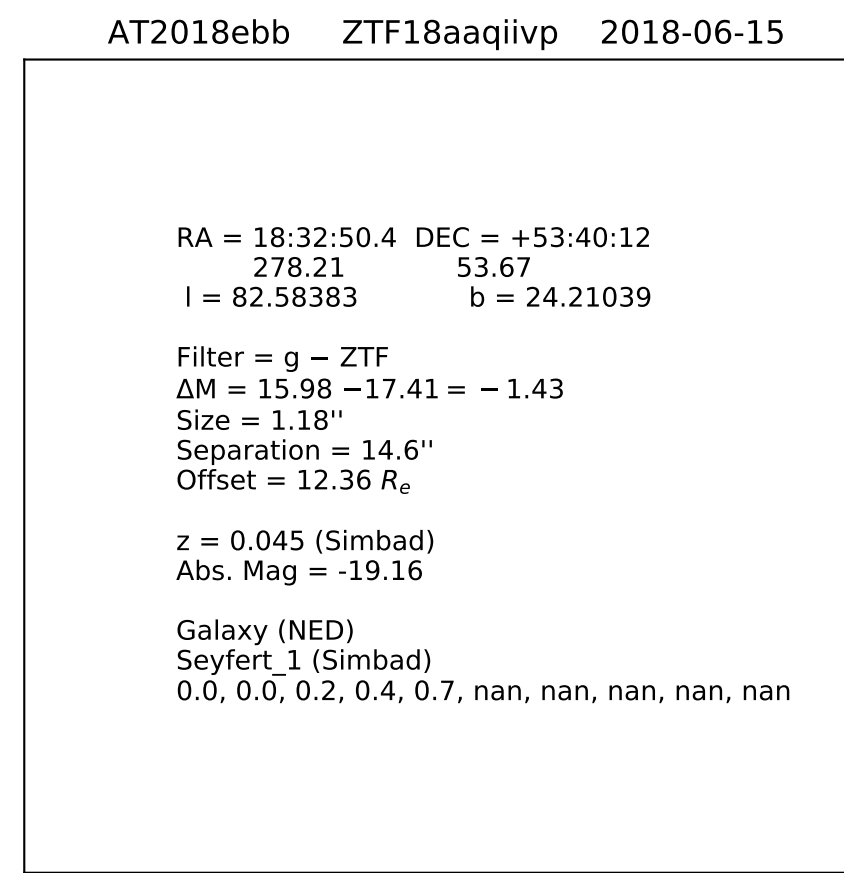 AT2018ebb ZTF18aaqiivp 2018-06-15
RA = 18:32:50.4 DEC = +53:40:12
278.21 53.67
l = 82.58383 b = 24.21039
Filter = g − ZTF
ΔM = 15.98 −17.41 = − 1.43
Size = 1.18''
Separation = 14.6''
Offset = 12.36 Re
z = 0.045 (Simbad)
Abs. Mag = -19.16
Galaxy (NED)
Seyfert_1 (Simbad)
0.0, 0.0, 0.2, 0.4, 0.7, nan, nan, nan, nan, nan